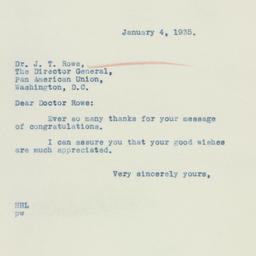 January 4, 1935.
Dr. J. T. Rowe,
The Director General,
Pan American Union,
Washington, D.C.
Dear Doctor Rowe:
Ever so many thanks for your message
of congratulations.
I can assure you that your good wishes
are much appreciated.
Very sincerely yours,
HHL
pw